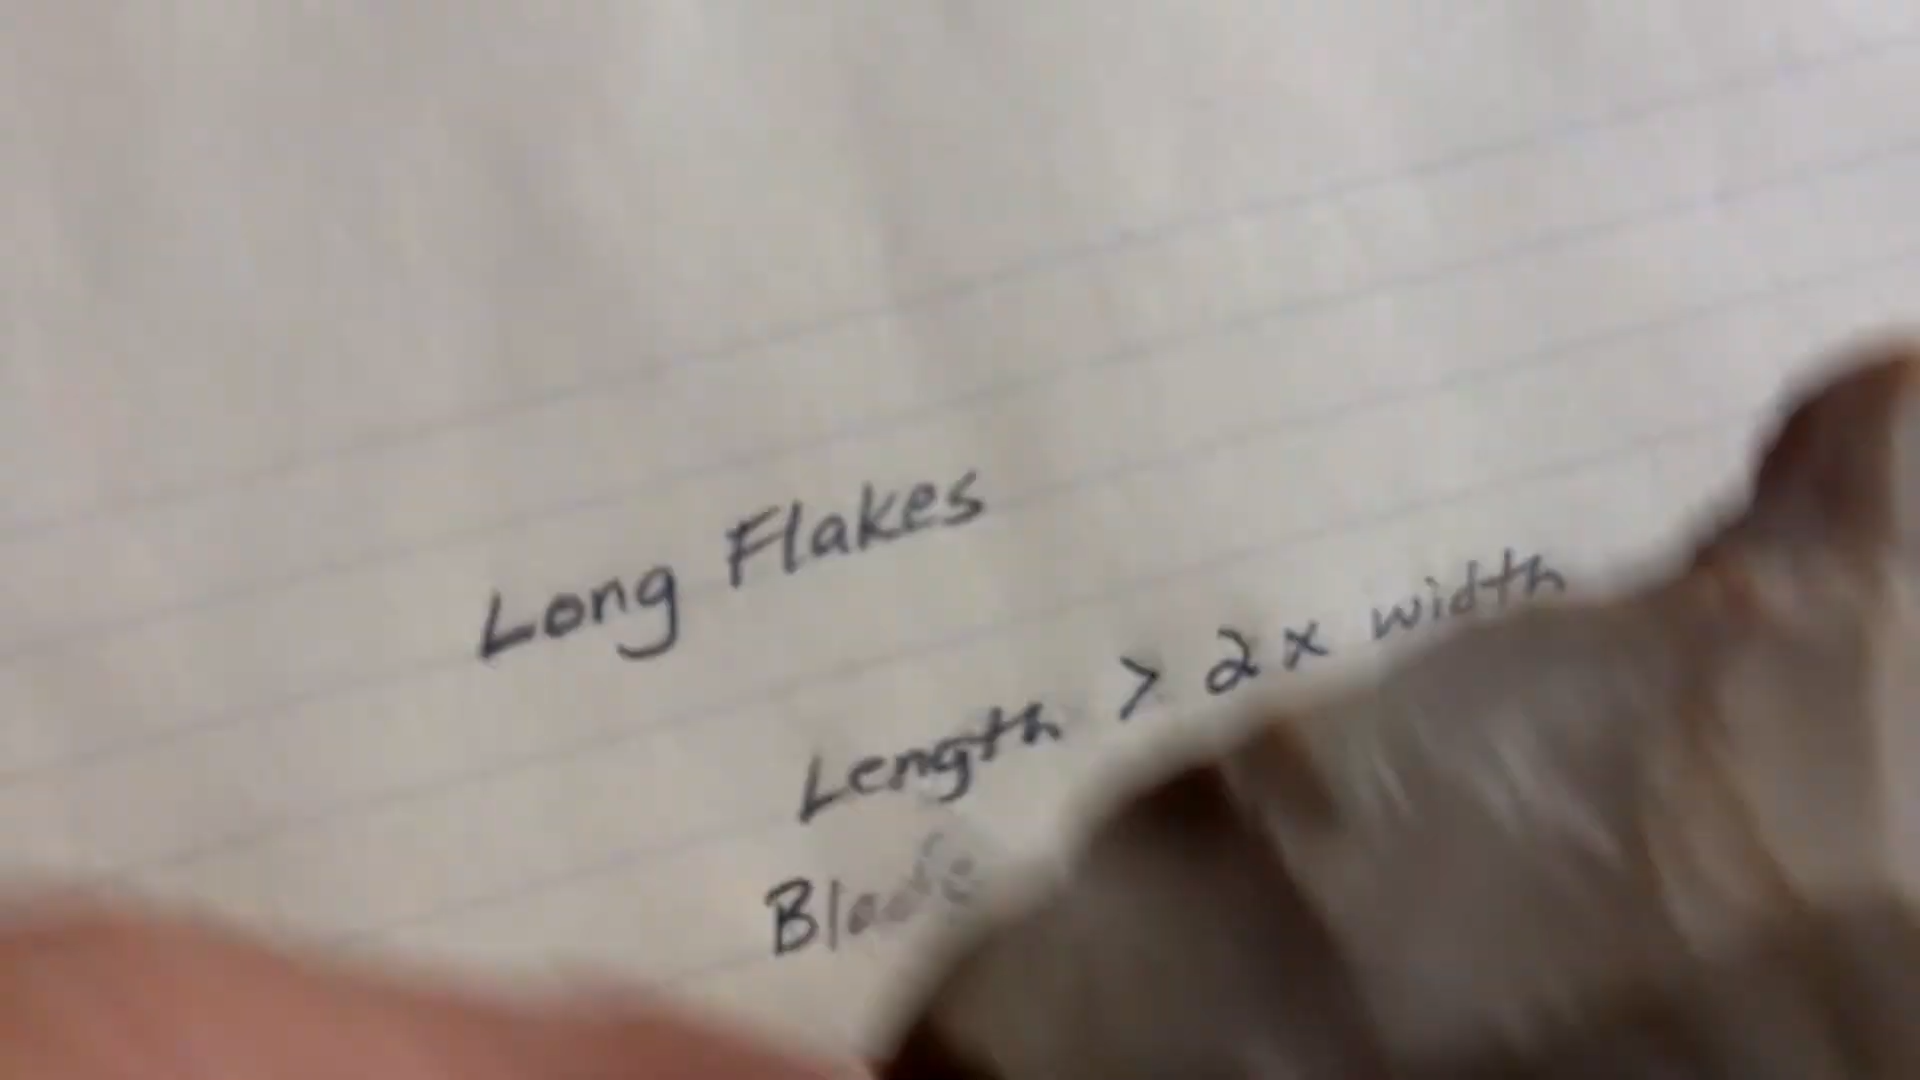 Long Flakes
Length > 2x width